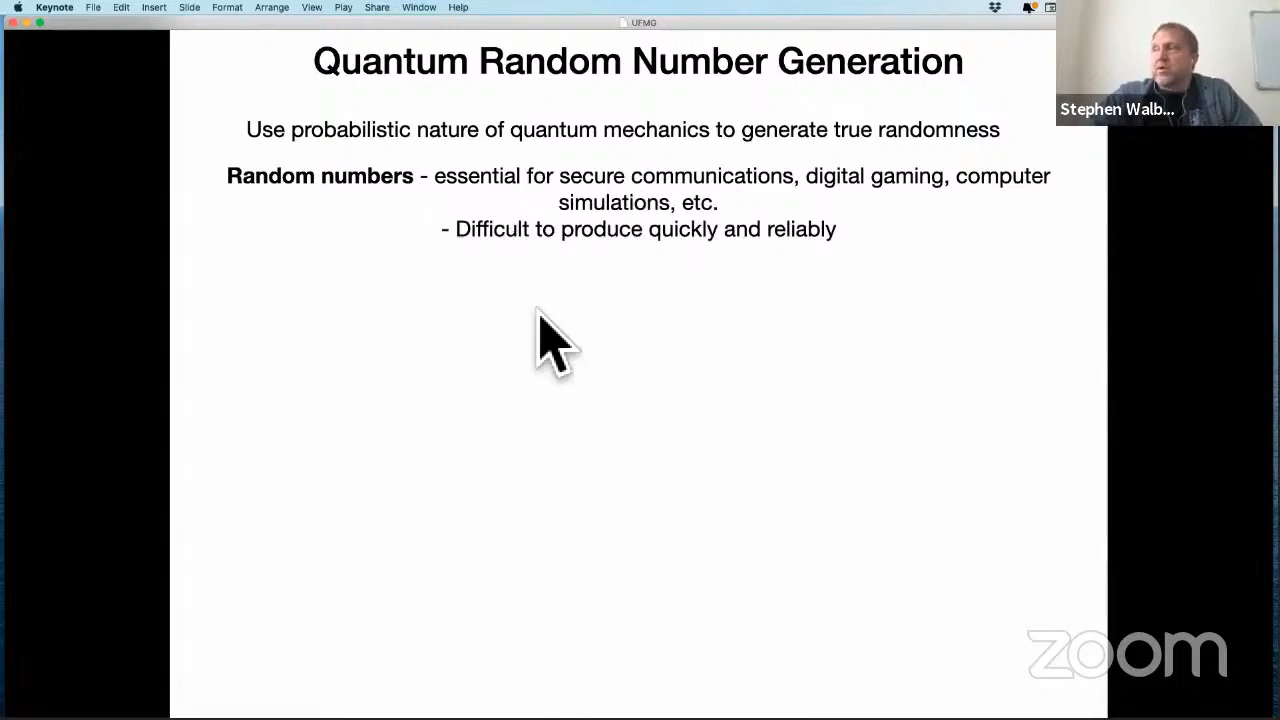 Keynote File Edit Insert Slide Format Arrange View Play Share Window Help
UFMG
Quantum Random Number Generation
Stephen Walb...
Use probabilistic nature of quantum mechanics to generate true randomness
Random numbers - essential for secure communications, digital gaming, computer
simulations, etc.
- Difficult to produce quickly and reliably
zoom